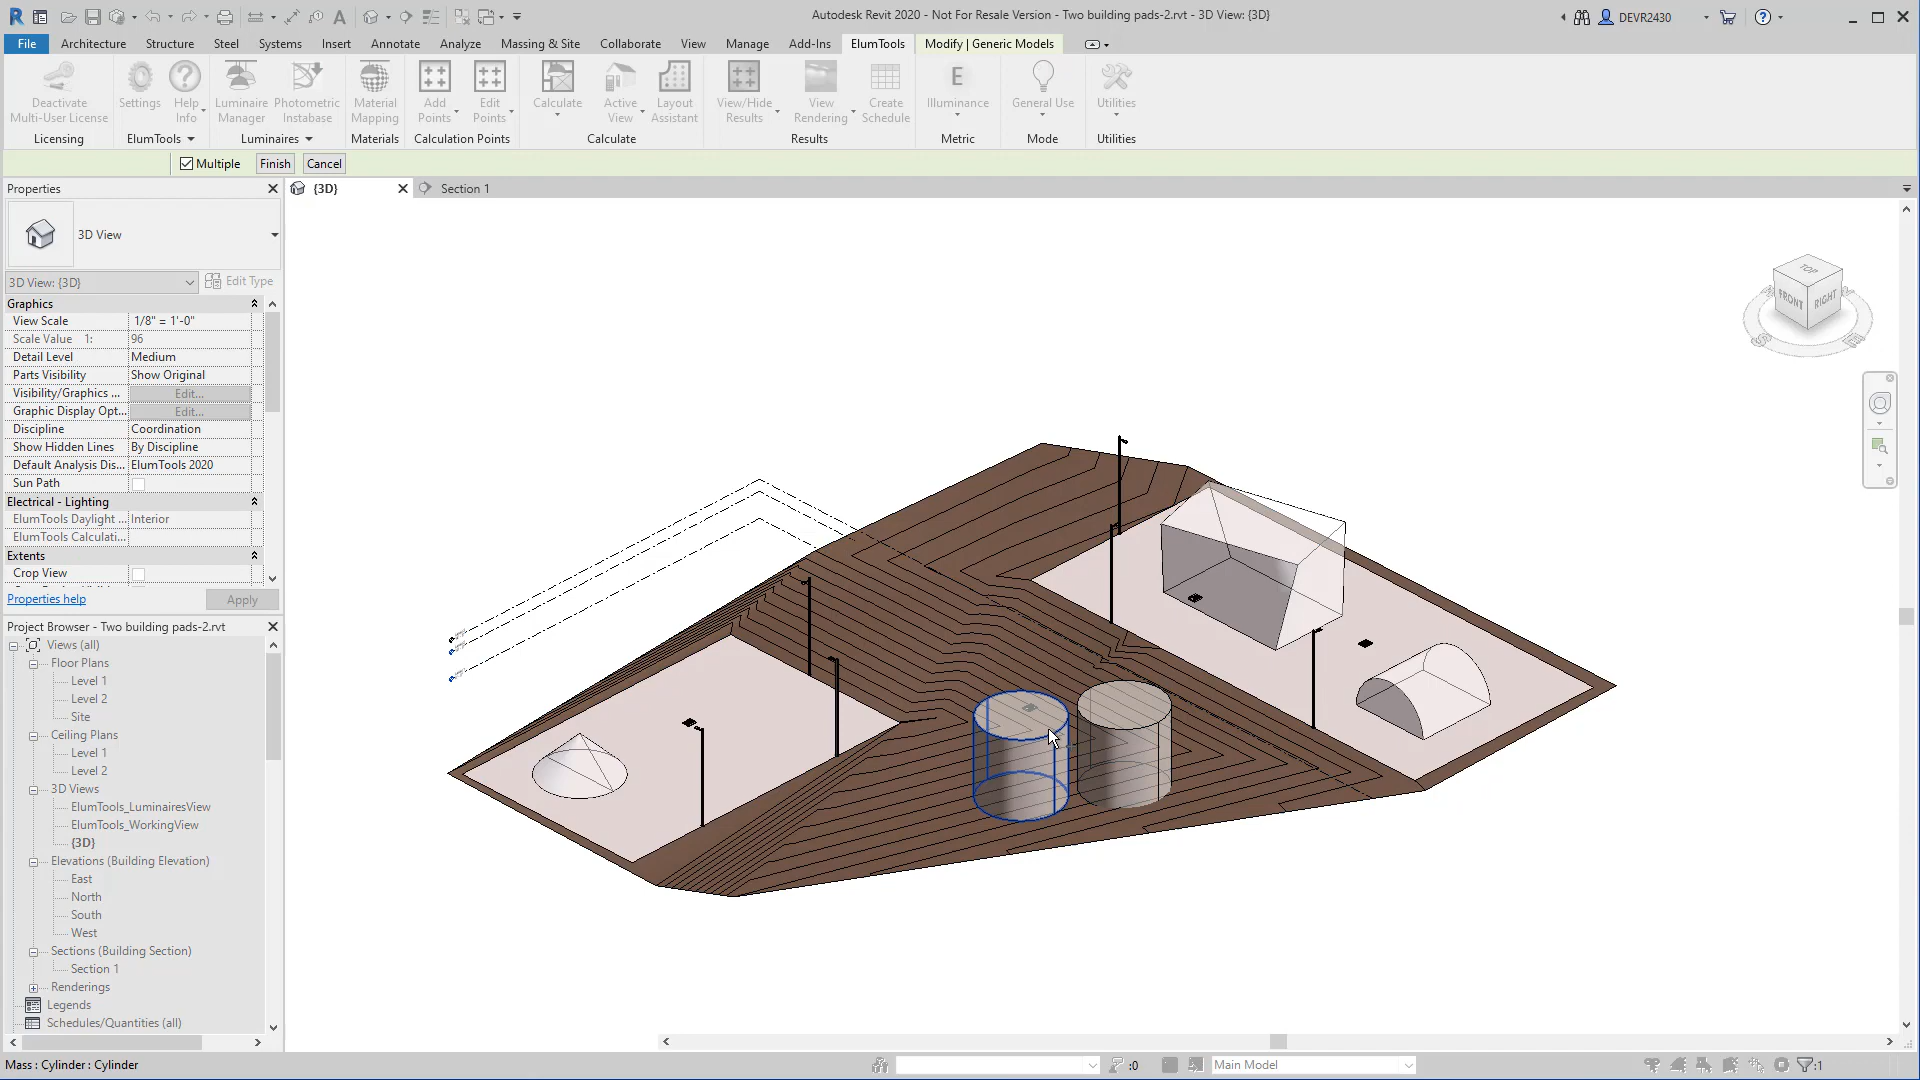 Autodesk Revit 2020 - Not For Resale Version - Two building pads-2.rvt - 3D View: {3D}
DEVR2430
File Architecture Structure Steel Systems Insert Annotate Analyze Massing & Site Collaborate View Manage Add-Ins ElumTools Modify | Generic Models
Deactivate
Multi-User License
Settings
Help
Info
Luminaire
Manager
Photometric
Instabase
Material
Mapping
Add
Points
Edit
Points
Calculate
Active
View
Layout
Assistant
View/Hide
Results
View
Rendering
Create
Schedule
E
Illuminance
General Use
Utilities
Licensing ElumTools Luminaires Materials Calculation Points Calculate Results Metric Mode Utilities
Multiple Finish Cancel
Properties
{3D}
Section 1
3D View
3D View: {3D}
Edit Type
Graphics
View Scale 1/8" = 1'-0"
Scale Value 1: 96
Detail Level Medium
Parts Visibility Show Original
Visibility/Graphics ... Edit...
Graphic Display Opt... Edit...
Discipline Coordination
Show Hidden Lines By Discipline
Default Analysis Dis... ElumTools 2020
Sun Path
Electrical - Lighting
ElumTools Daylight ... Interior
ElumTools Calculati...
Extents
Crop View
Properties help
Apply
Project Browser - Two building pads-2.rvt
Views (all)
Floor Plans
Level 1
Level 2
Site
Ceiling Plans
Level 1
Level 2
3D Views
ElumTools_LuminairesView
ElumTools_WorkingView
{3D}
Elevations (Building Elevation)
East
North
South
West
Sections (Building Section)
Section 1
Renderings
Legends
Schedules/Quantities (all)
TOP
FRONT
RIGHT
Mass : Cylinder : Cylinder
:0
Main Model
:1